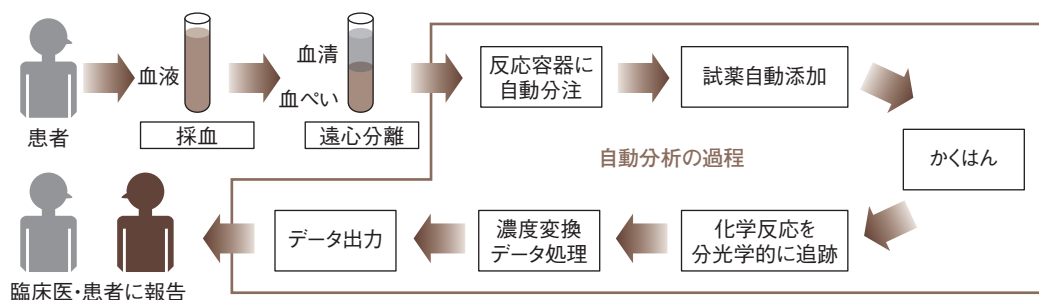 患者
血液
採血
血清
血ぺい
遠心分離
反応容器に
自動分注
試薬自動添加
かくはん
自動分析の過程
化学反応を
分光学的に追跡
濃度変換
データ処理
データ出力
臨床医・患者に報告